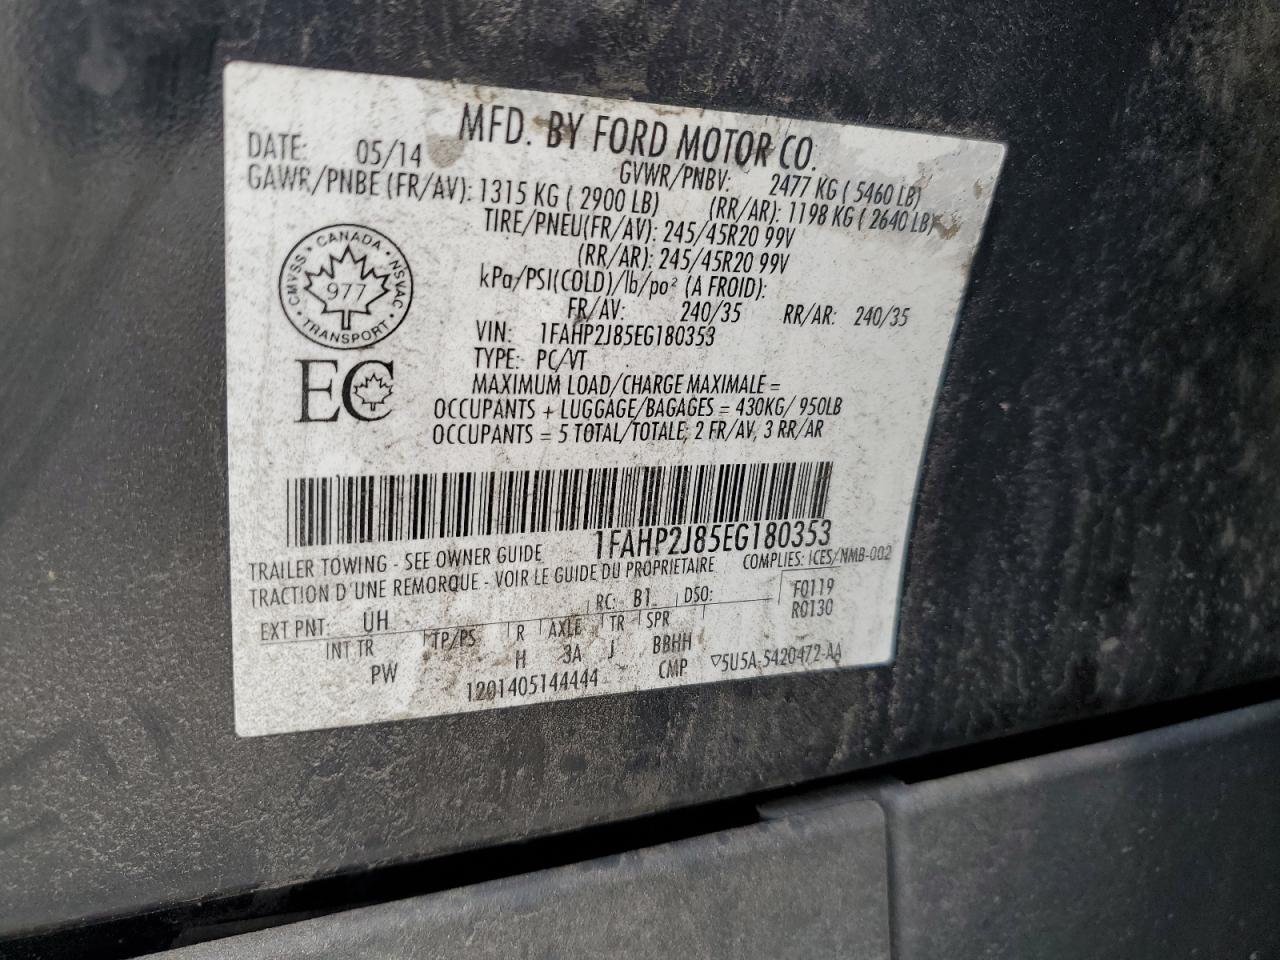 MFD. BY FORD MOTOR CO.
DATE: 05/14 GVWR/PNBV: 2477 KG ( 5460 LB)
GAWR/PNBE (FR/AV): 1315 KG ( 2900 LB) (RR/AR): 1198 KG ( 2640 LB)
TIRE/PNEU(FR/AV): 245/45R20 99V
(RR/AR): 245/45R20 99V
kPa/PSI(COLD)/lb/po² (A FROID):
FR/AV: 240/35 RR/AR: 240/35
VIN: 1FAHP2J85EG180353
TYPE: PC/VT
MAXIMUM LOAD/CHARGE MAXIMALE =
OCCUPANTS + LUGGAGE/BAGAGES = 430KG/ 950LB
OCCUPANTS = 5 TOTAL/TOTALE, 2 FR/AV, 3 RR/AR
CANADA
CMVSS NSVAC
977
TRANSPORT
EC
1FAHP2J85EG180353
TRAILER TOWING - SEE OWNER GUIDE COMPLIES: ICES/NMB-002
TRACTION D'UNE REMORQUE - VOIR LE GUIDE DU PROPRIETAIRE
RC: B1 DSO: F0119
EXT PNT: UH R0130
INT TR TP/PS R AXLE TR SPR
PW H 3A J BBHH
1201405144444 CMP ▽5U5A-5420472-AA